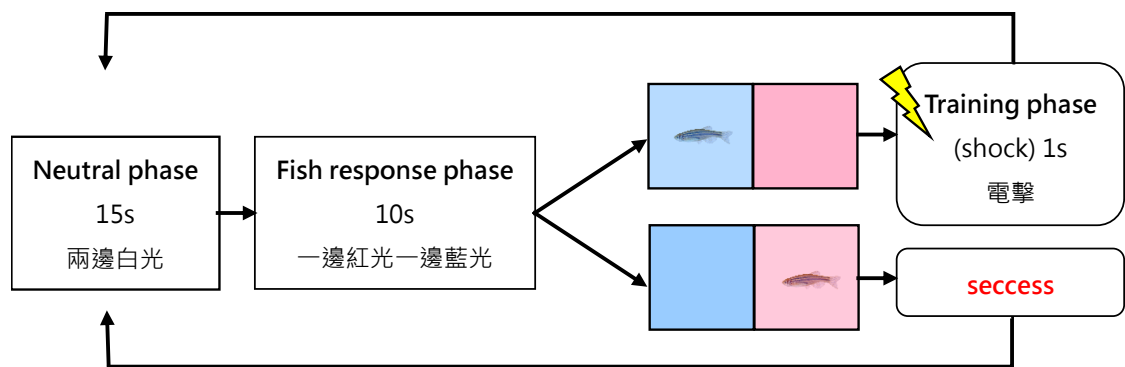 Neutral phase
15s
兩邊白光
Fish response phase
10s
一邊紅光一邊藍光
Training phase
(shock) 1s
電擊
seccess